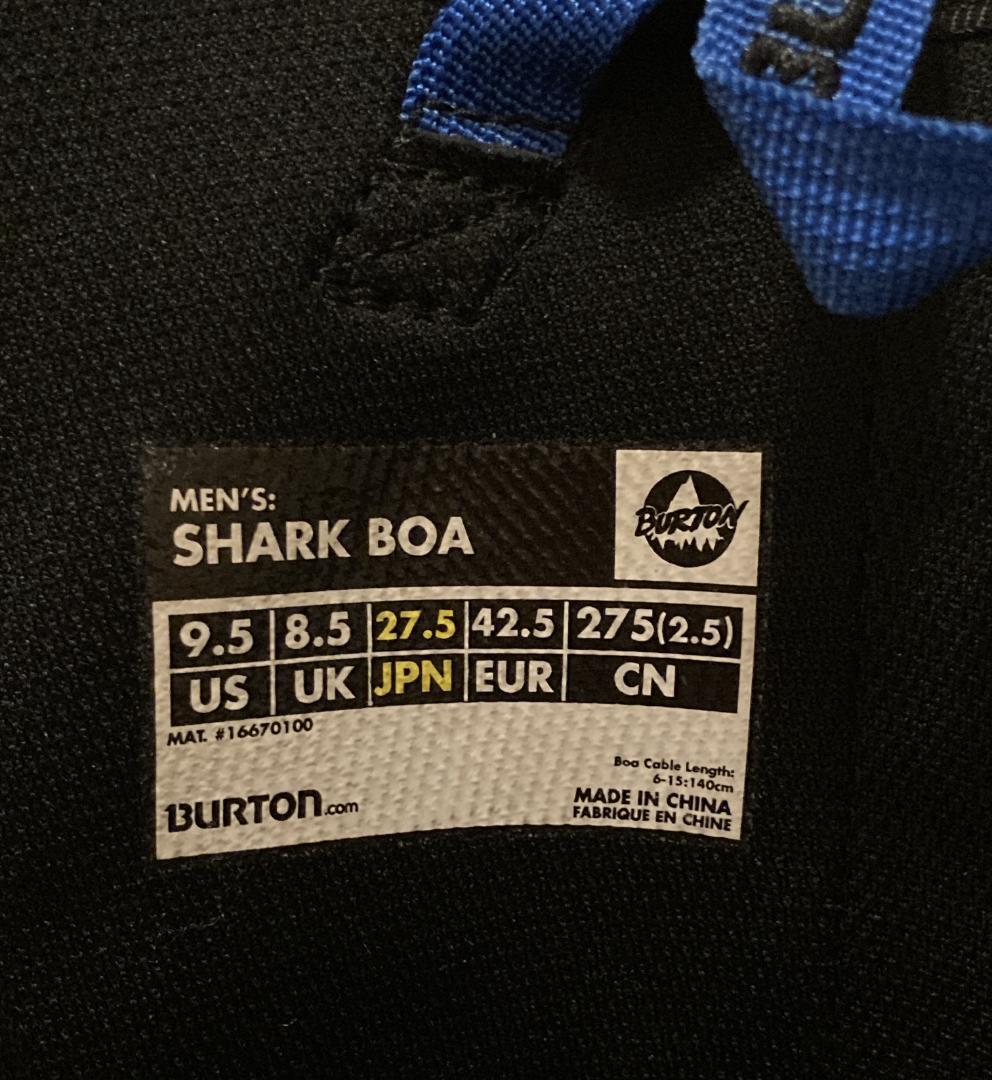 MEN'S:
SHARK BOA
BURTON
9.5 8.5 27.5 42.5 275(2.5)
US UK JPN EUR CN
MAT. #16670100
Boa Cable Length:
6-15:140cm
BURTON.com
MADE IN CHINA
FABRIQUE EN CHINE